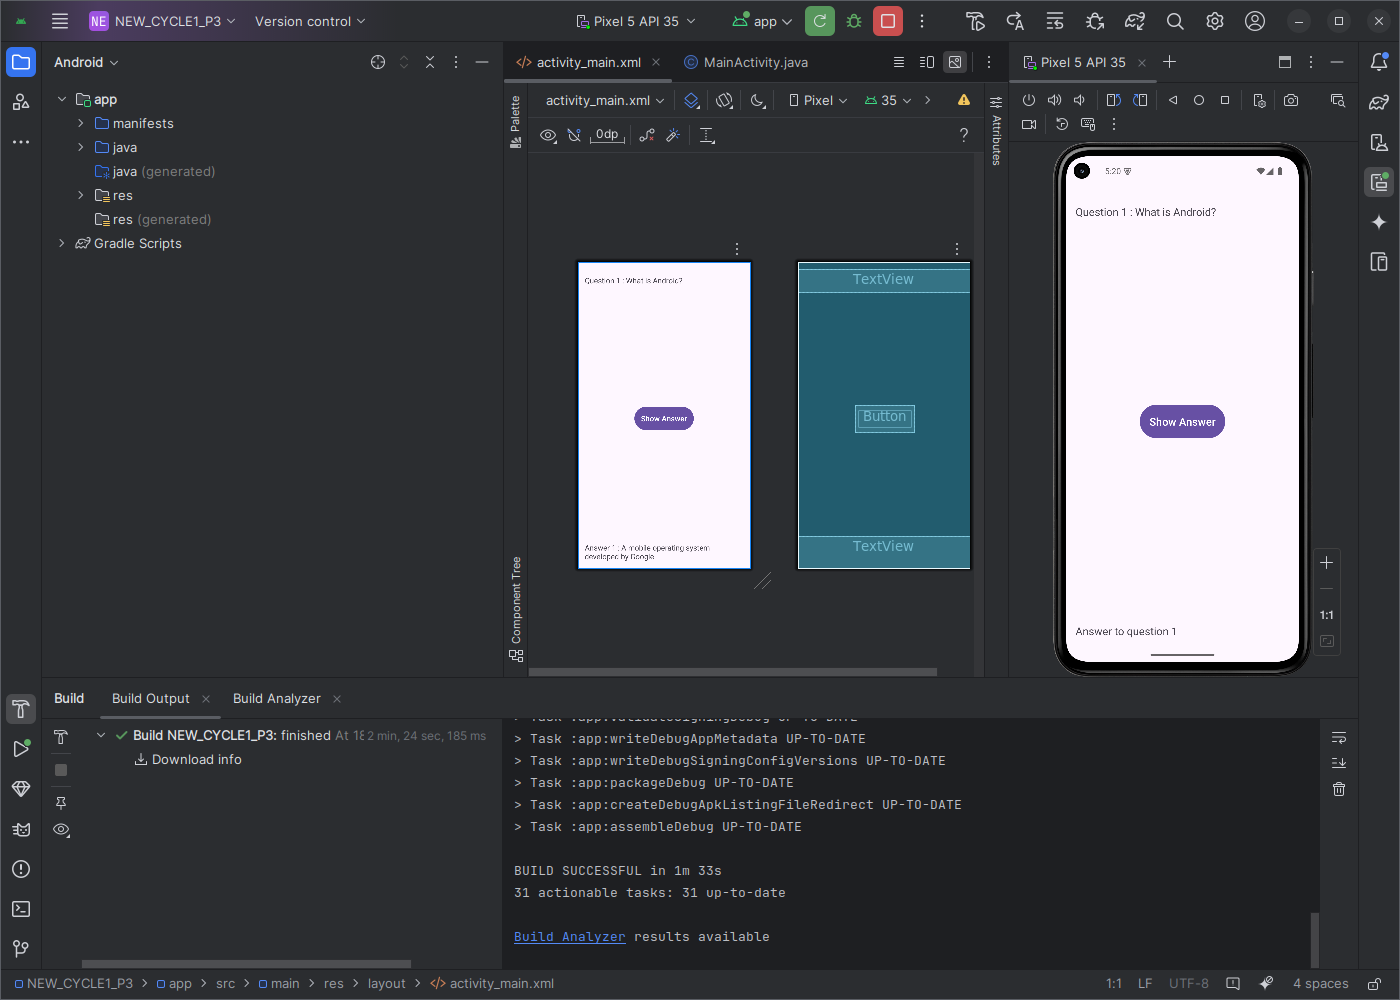 NE NEW_CYCLE1_P3 Version control Pixel 5 API 35 app
Android
app
manifests
java
java (generated)
res
res (generated)
Gradle Scripts
activity_main.xml MainActivity.java
activity_main.xml Pixel 35
0dp ?
Palette
Component Tree
Attributes
Question 1 : What is Android?
Show Answer
Answer 1 : A mobile operating system
developed by Google
TextView
Button
TextView
Pixel 5 API 35
5:20
Question 1 : What is Android?
Show Answer
Answer to question 1
1:1
Build Build Output Build Analyzer
Build NEW_CYCLE1_P3: finished At 18 2 min, 24 sec, 185 ms
Download info
> Task :app:validateSigningDebug UP-TO-DATE
> Task :app:writeDebugAppMetadata UP-TO-DATE
> Task :app:writeDebugSigningConfigVersions UP-TO-DATE
> Task :app:packageDebug UP-TO-DATE
> Task :app:createDebugApkListingFileRedirect UP-TO-DATE
> Task :app:assembleDebug UP-TO-DATE
BUILD SUCCESSFUL in 1m 33s
31 actionable tasks: 31 up-to-date
Build Analyzer results available
NEW_CYCLE1_P3 > app > src > main > res > layout > activity_main.xml 1:1 LF UTF-8 4 spaces